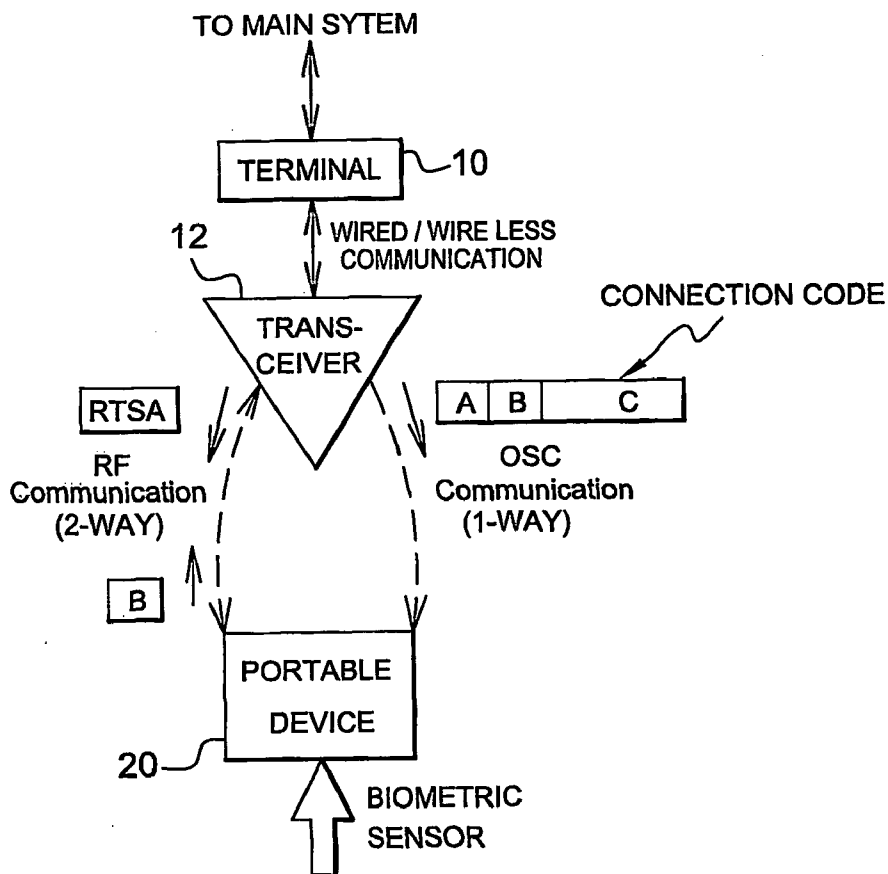 TO MAIN SYTEM
TERMINAL
10
WIRED / WIRE LESS
COMMUNICATION
12
TRANS-
CEIVER
CONNECTION CODE
A B C
RTSA
RF
Communication
(2-WAY)
OSC
Communication
(1-WAY)
B
PORTABLE
DEVICE
20
BIOMETRIC
SENSOR